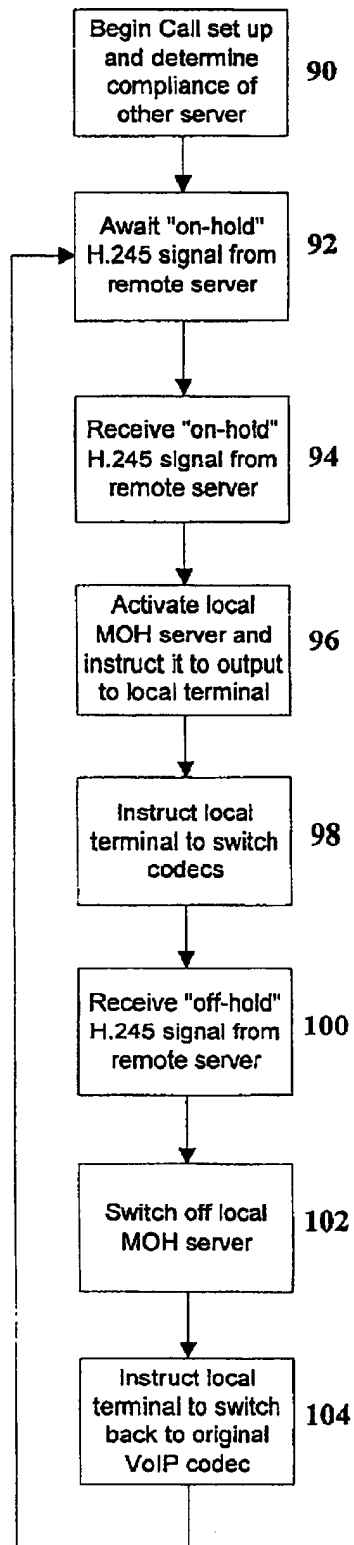 Begin Call set up
and determine
compliance of
other server
90
Await "on-hold"
H.245 signal from
remote server
92
Receive "on-hold"
H.245 signal from
remote server
94
Activate local
MOH server and
instruct it to output
to local terminal
96
Instruct local
terminal to switch
codecs
98
Receive "off-hold"
H.245 signal from
remote server
100
Switch off local
MOH server
102
Instruct local
terminal to switch
back to original
VoIP codec
104